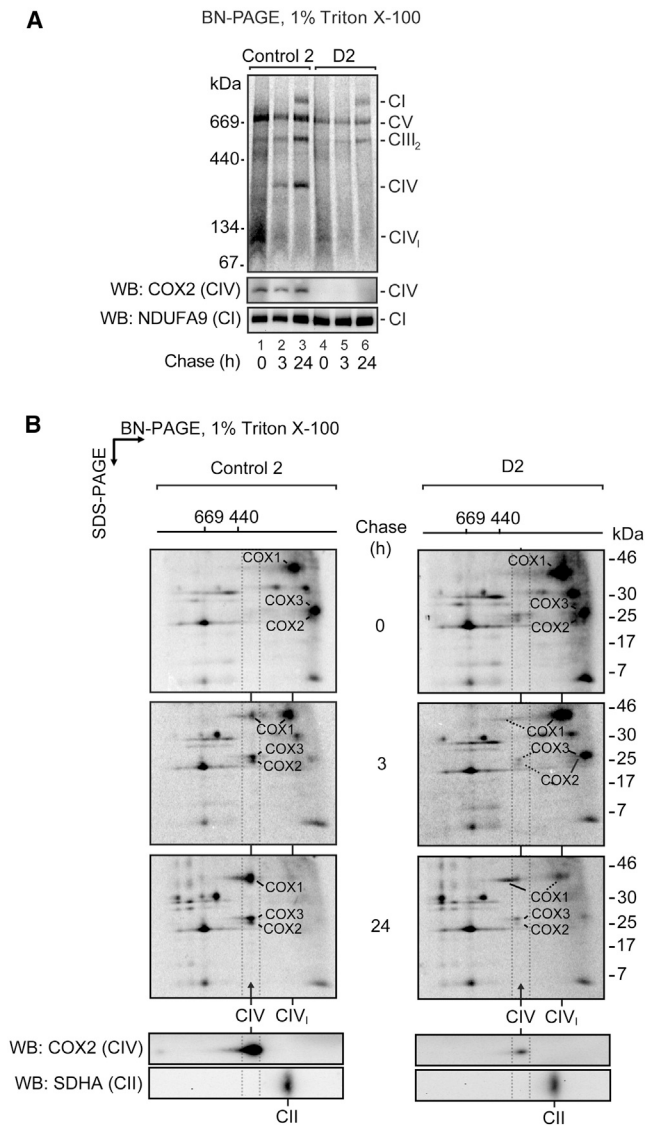 A
BN-PAGE, 1% Triton X-100
Control 2 D2
kDa
669-
440-
134-
67-
-CI
-CV
-CIII2
-CIV
-CIVI
WB: COX2 (CIV) -CIV
WB: NDUFA9 (CI) -CI
1 2 3 4 5 6
Chase (h) 0 3 24 0 3 24
B
BN-PAGE, 1% Triton X-100
SDS-PAGE
Control 2 D2
669 440 Chase (h) 669 440 kDa
COX1
COX3
COX2
0
COX1
COX3
COX2
-46
-30
-25
-17
-7
COX1
COX3
COX2
3
COX1
COX3
COX2
-46
-30
-25
-17
-7
COX1
COX3
COX2
24
COX1
COX3
COX2
-46
-30
-25
-17
-7
CIV CIVI CIV CIVI
WB: COX2 (CIV)
WB: SDHA (CII)
CII CII